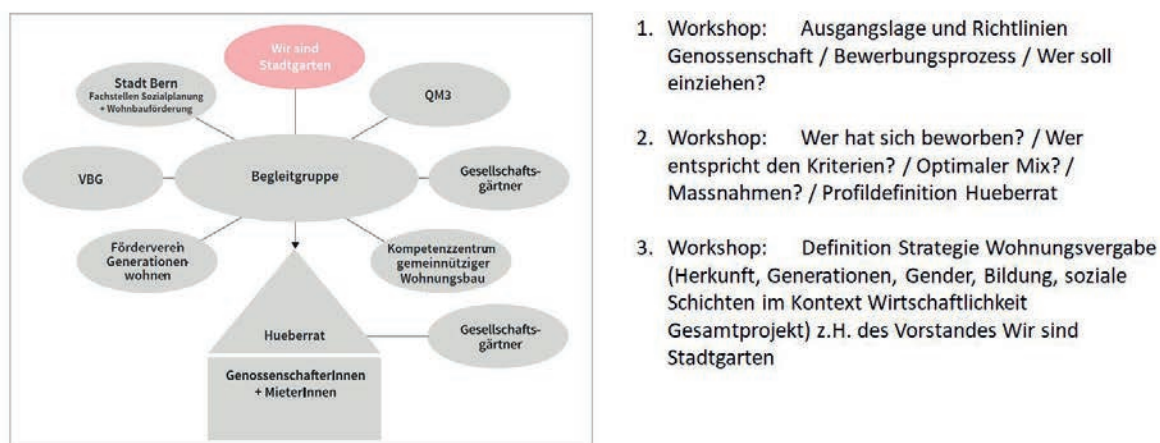 Wir sind
Stadtgarten
Stadt Bern
Fachstellen Sozialplanung
+ Wohnbauförderung
QM3
VBG
Begleitgruppe
Gesellschafts-
gärtner
Förderverein
Generationen
wohnen
Kompetenzzentrum
gemeinnütziger
Wohnungsbau
Hueberrat
Gesellschafts-
gärtner
GenossenschafterInnen
+ MieterInnen
1. Workshop: Ausgangslage und Richtlinien
Genossenschaft / Bewerbungsprozess / Wer soll
einziehen?
2. Workshop: Wer hat sich beworben? / Wer
entspricht den Kriterien? / Optimaler Mix? /
Massnahmen? / Profildefinition Hueberrat
3. Workshop: Definition Strategie Wohnungsvergabe
(Herkunft, Generationen, Gender, Bildung, soziale
Schichten im Kontext Wirtschaftlichkeit
Gesamtprojekt) z.H. des Vorstandes Wir sind
Stadtgarten